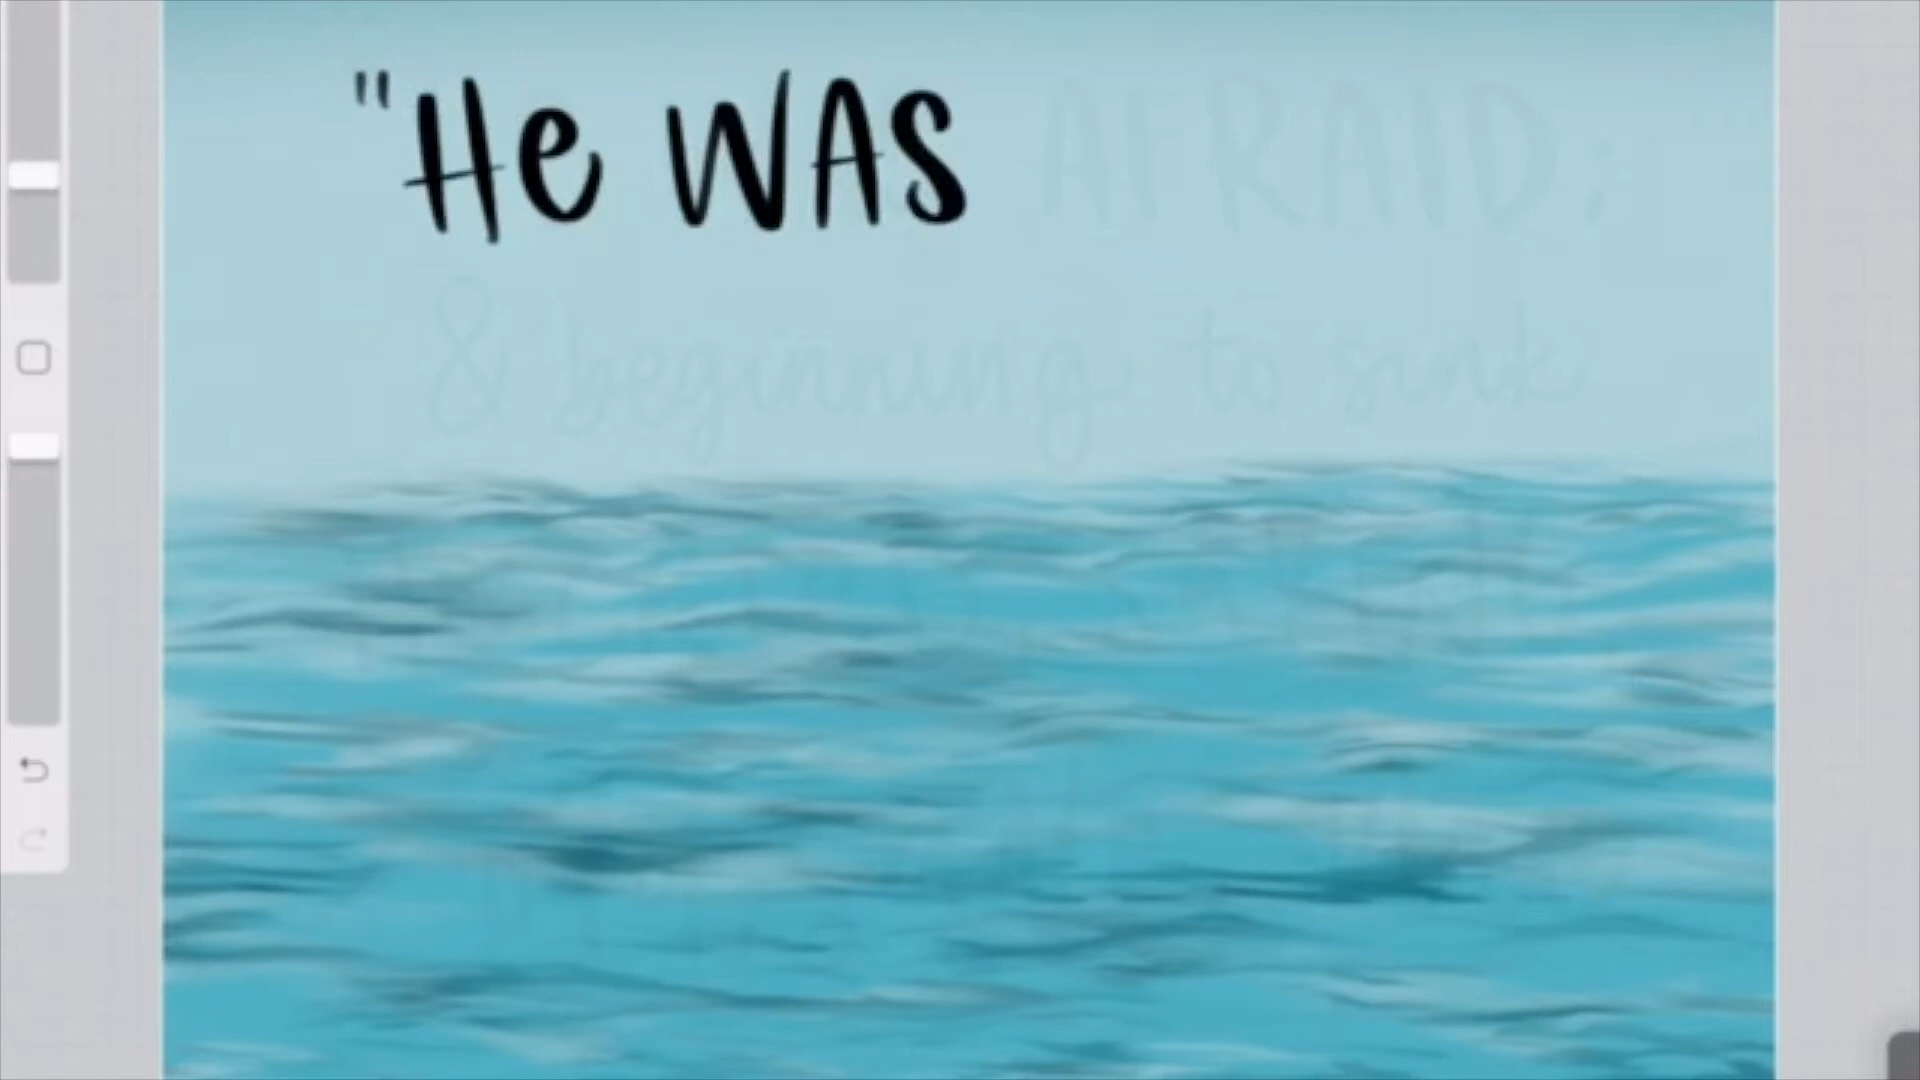 "He WAS AFRAID;
& beginning to sink